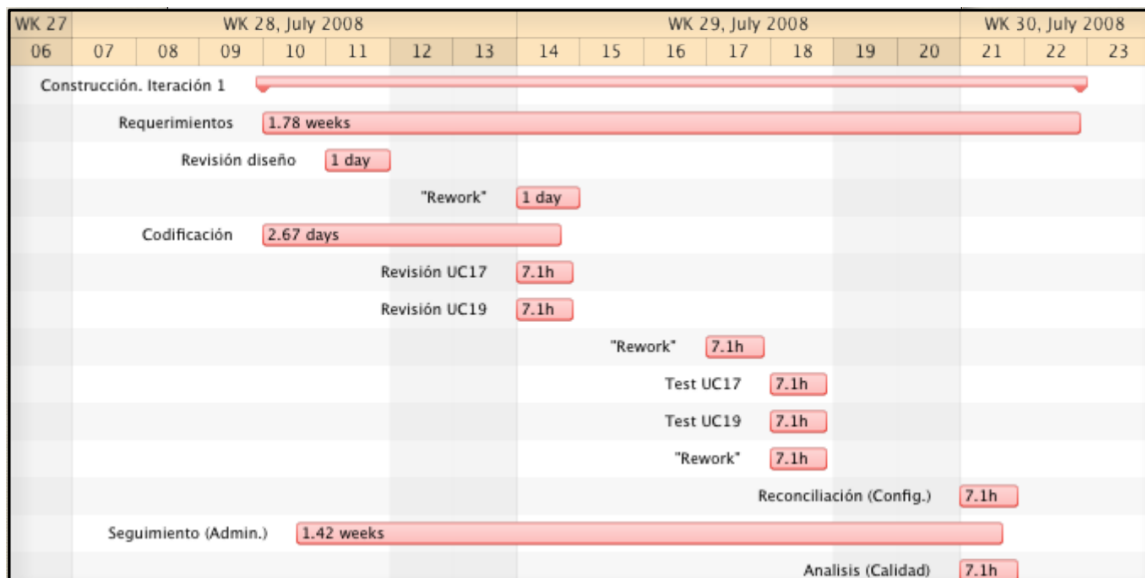 WK 27 WK 28, July 2008 WK 29, July 2008 WK 30, July 2008
06 07 08 09 10 11 12 13 14 15 16 17 18 19 20 21 22 23
Construcción. Iteración 1
Requerimientos 1.78 weeks
Revisión diseño 1 day
"Rework" 1 day
Codificación 2.67 days
Revisión UC17 7.1h
Revisión UC19 7.1h
"Rework" 7.1h
Test UC17 7.1h
Test UC19 7.1h
"Rework" 7.1h
Reconciliación (Config.) 7.1h
Seguimiento (Admin.) 1.42 weeks
Analisis (Calidad) 7.1h